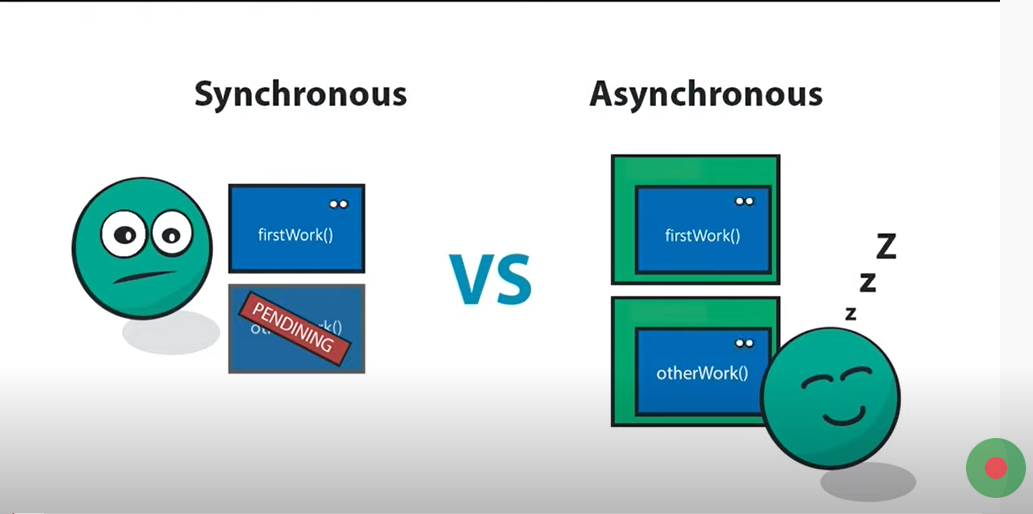 Synchronous
Asynchronous
firstWork()
PENDINING
VS
firstWork()
otherWork()
Z
z
z